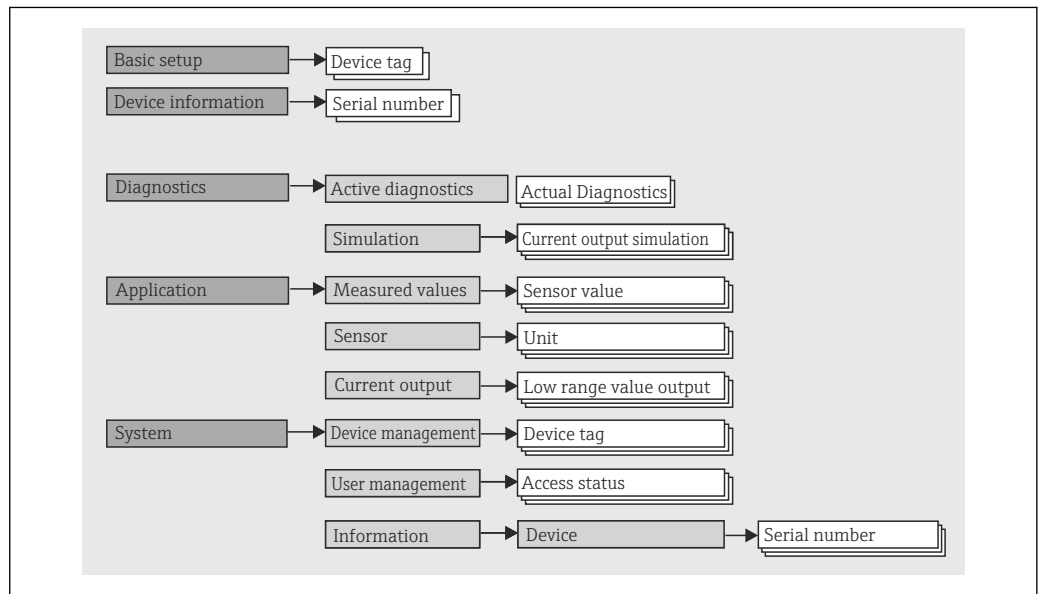 Basic setup
Device tag
Device information
Serial number
Diagnostics
Active diagnostics
Actual Diagnostics
Simulation
Current output simulation
Application
Measured values
Sensor value
Sensor
Unit
Current output
Low range value output
System
Device management
Device tag
User management
Access status
Information
Device
Serial number